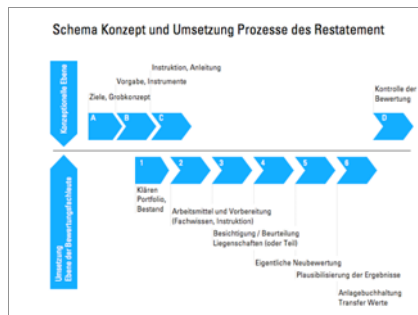 Schema Konzept und Umsetzung Prozesse des Restatement
Konzeptionelle Ebene
Instruktion, Anleitung
Vorgabe, Instrumente
Ziele, Grobkonzept
Kontrolle der
Bewertung
A
B
C
D
Umsetzung
Ebene der Bewertungsfachleute
1
2
3
4
5
6
Klären
Portfolio,
Bestand
Arbeitsmittel und Vorbereitung
(Fachwissen, Instruktion)
Besichtigung / Beurteilung
Liegenschaften (oder Teil)
Eigentliche Neubewertung
Plausibilisierung der Ergebnisse
Anlagebuchhaltung
Transfer Werte